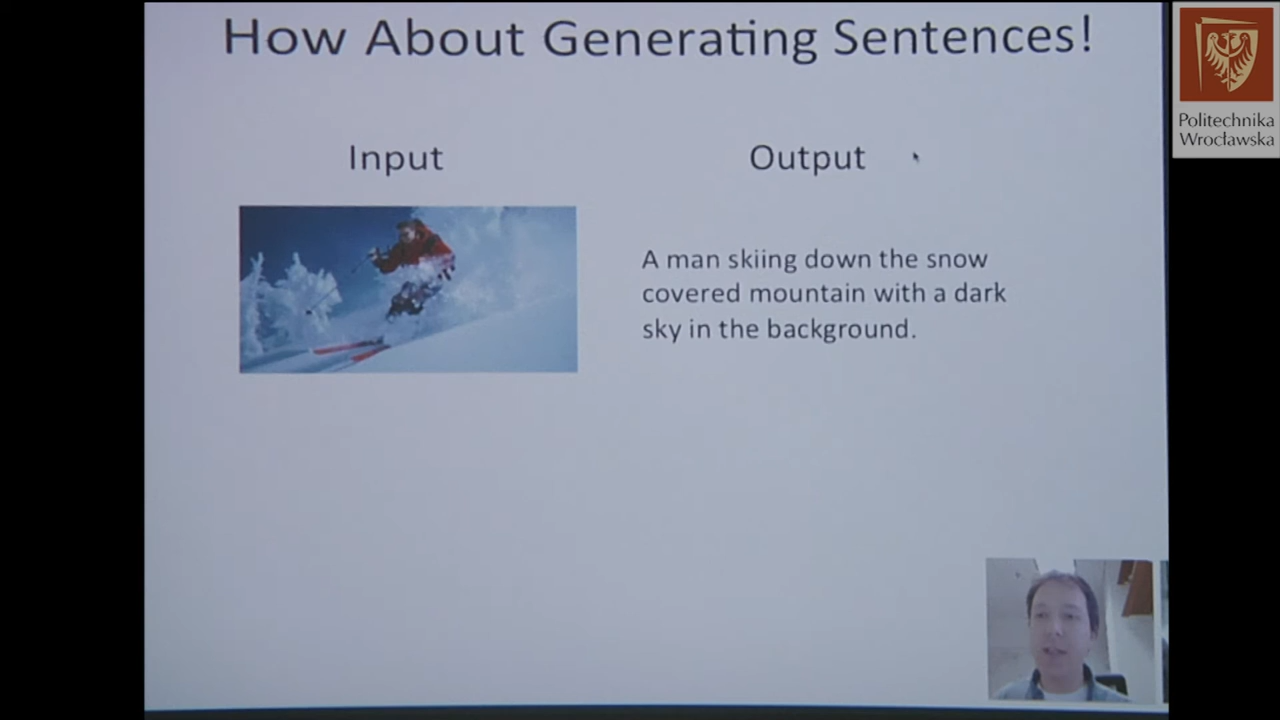 How About Generating Sentences!
Input
Output
A man skiing down the snow
covered mountain with a dark
sky in the background.
Politechnika
Wrocławska